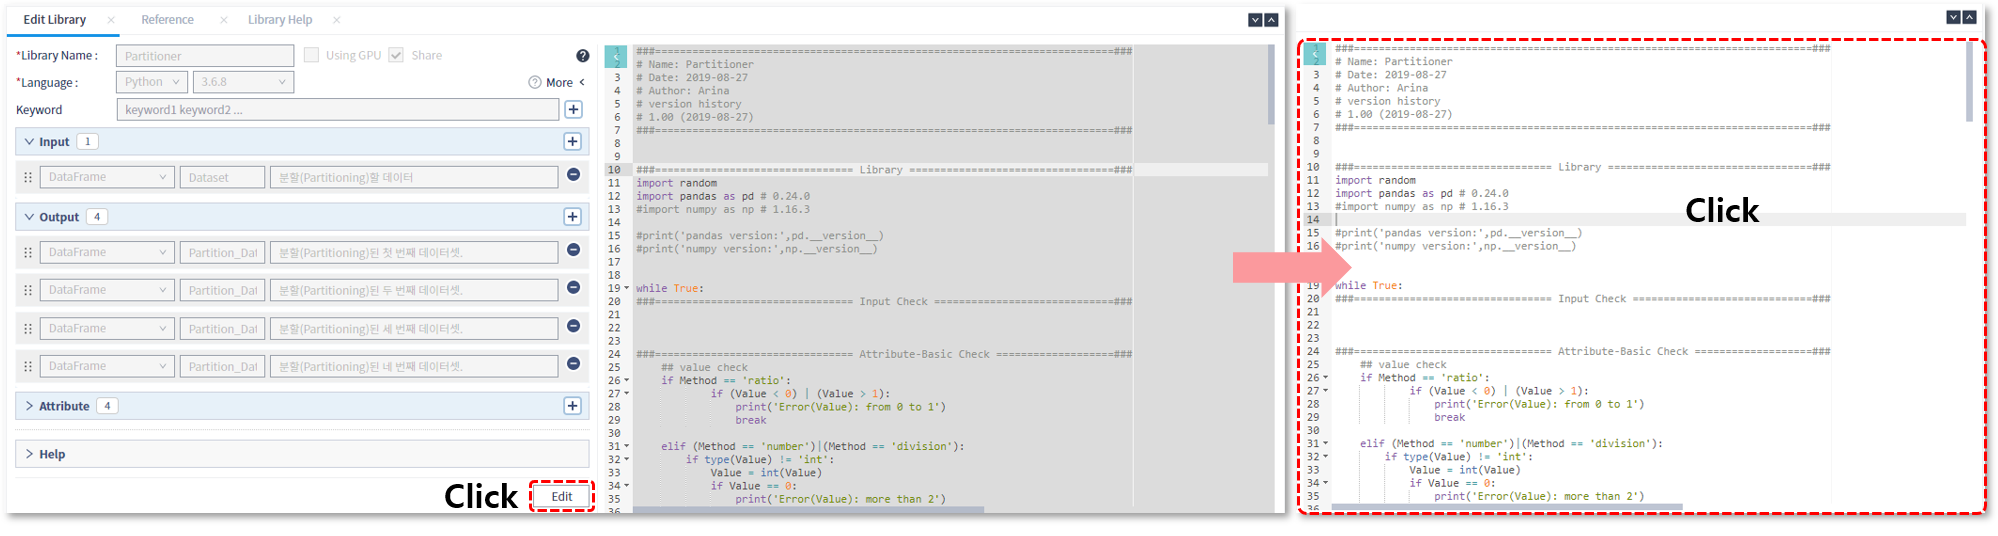 Edit Library × Reference × Library Help ×
*Library Name : Partitioner Using GPU Share
*Language : Python 3.6.8 More <
Keyword keyword1 keyword2 ...
Input 1
DataFrame Dataset 분할(Partitioning)할 데이터
Output 4
DataFrame Partition_Dat 분할(Partitioning)된 첫 번째 데이터셋.
DataFrame Partition_Dat 분할(Partitioning)된 두 번째 데이터셋.
DataFrame Partition_Dat 분할(Partitioning)된 세 번째 데이터셋.
DataFrame Partition_Dat 분할(Partitioning)된 네 번째 데이터셋.
Attribute 4
Help
Click Edit
1 ###==========================================================================###
2 # Name: Partitioner
3 # Date: 2019-08-27
4 # Author: Arina
5 # version history
6 # 1.00 (2019-08-27)
7 ###==========================================================================###
8
9
10 ###================================ Library =================================###
11 import random
12 import pandas as pd # 0.24.0
13 #import numpy as np # 1.16.3
14
15 #print('pandas version:',pd.__version__)
16 #print('numpy version:',np.__version__)
17
18
19 while True:
20 ###================================ Input Check =============================###
21
22
23
24 ###================================ Attribute-Basic Check ===================###
25 ## value check
26 if Method == 'ratio':
27 if (Value < 0) | (Value > 1):
28 print('Error(Value): from 0 to 1')
29 break
30
31 elif (Method == 'number')|(Method == 'division'):
32 if type(Value) != 'int':
33 Value = int(Value)
34 if Value == 0:
35 print('Error(Value): more than 2')
36
1 ###==========================================================================###
2 # Name: Partitioner
3 # Date: 2019-08-27
4 # Author: Arina
5 # version history
6 # 1.00 (2019-08-27)
7 ###==========================================================================###
8
9
10 ###================================ Library =================================###
11 import random
12 import pandas as pd # 0.24.0
13 #import numpy as np # 1.16.3
Click
14
15 #print('pandas version:',pd.__version__)
16 #print('numpy version:',np.__version__)
19 while True:
20 ###================================ Input Check =============================###
21
22
23
24 ###================================ Attribute-Basic Check ===================###
25 ## value check
26 if Method == 'ratio':
27 if (Value < 0) | (Value > 1):
28 print('Error(Value): from 0 to 1')
29 break
30
31 elif (Method == 'number')|(Method == 'division'):
32 if type(Value) != 'int':
33 Value = int(Value)
34 if Value == 0:
35 print('Error(Value): more than 2')
36